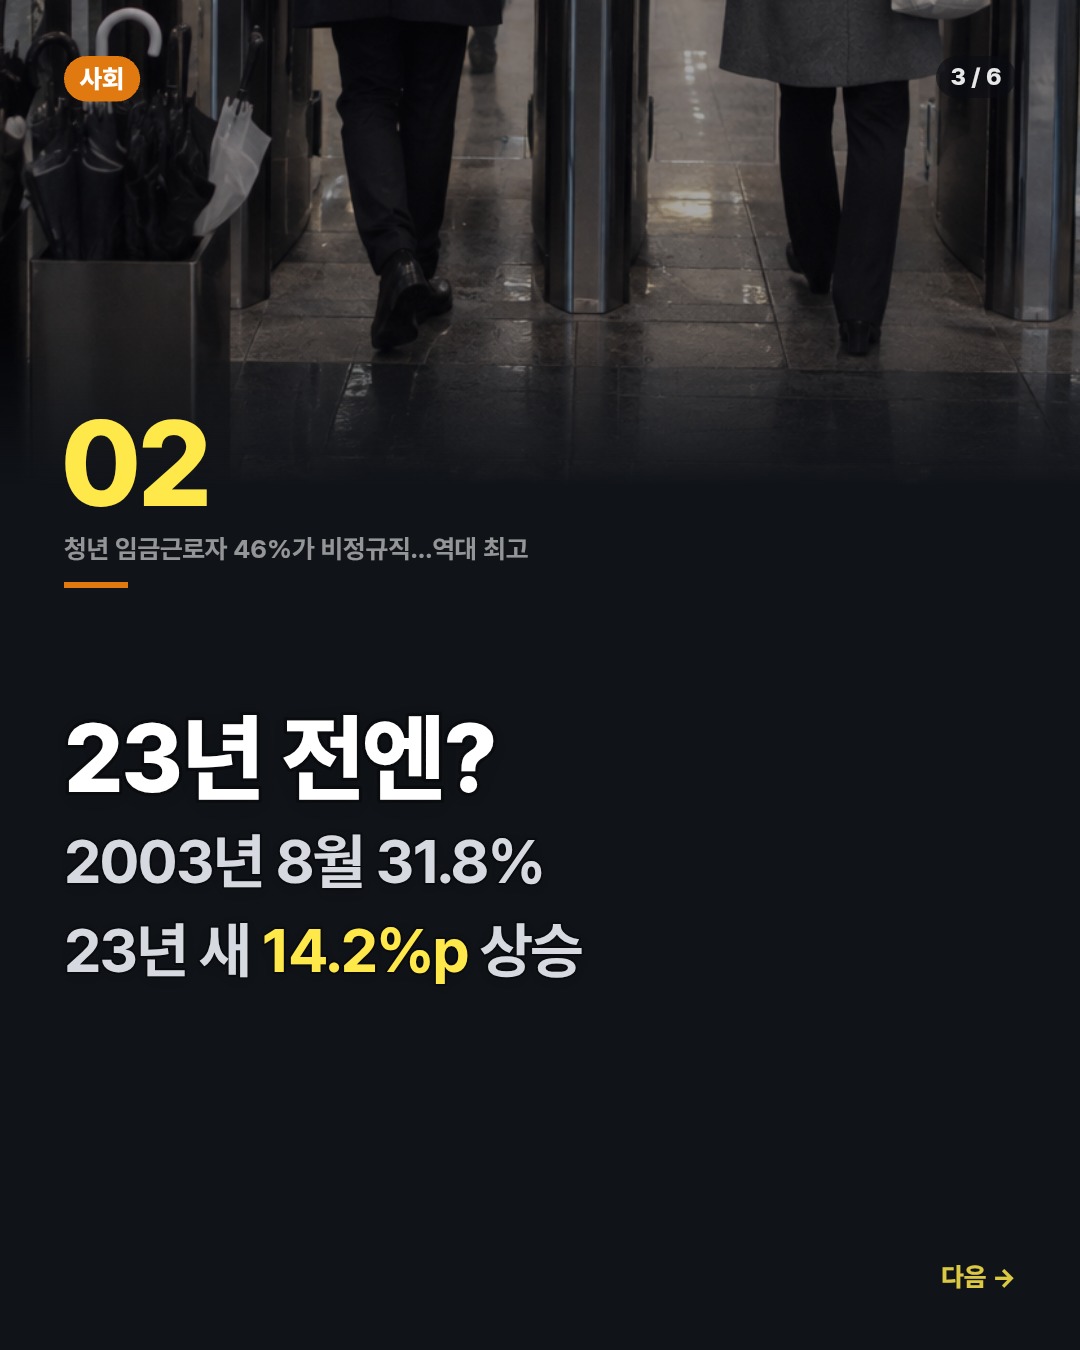 사회
3 / 6
02
청년 임금근로자 46%가 비정규직...역대 최고
23년 전엔?
2003년 8월 31.8%
23년 새 14.2%p 상승
다음 →